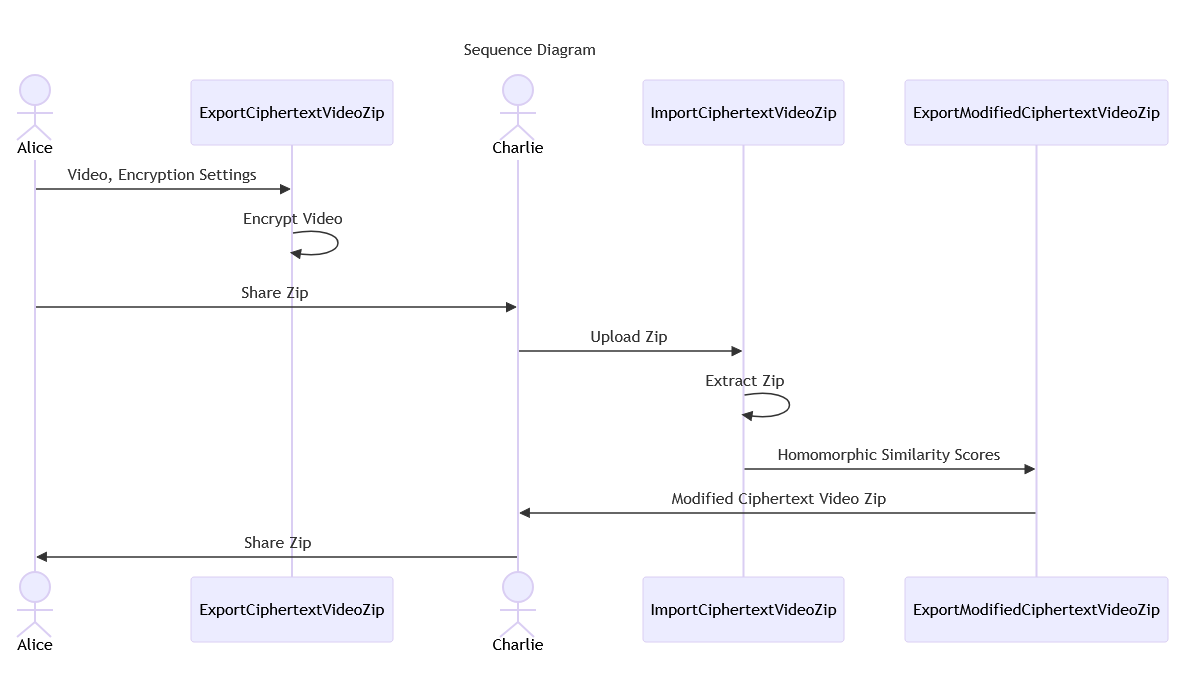 Sequence Diagram
Alice
ExportCiphertextVideoZip
Charlie
ImportCiphertextVideoZip
ExportModifiedCiphertextVideoZip
Video, Encryption Settings
Encrypt Video
Share Zip
Upload Zip
Extract Zip
Homomorphic Similarity Scores
Modified Ciphertext Video Zip
Share Zip
Alice
ExportCiphertextVideoZip
Charlie
ImportCiphertextVideoZip
ExportModifiedCiphertextVideoZip